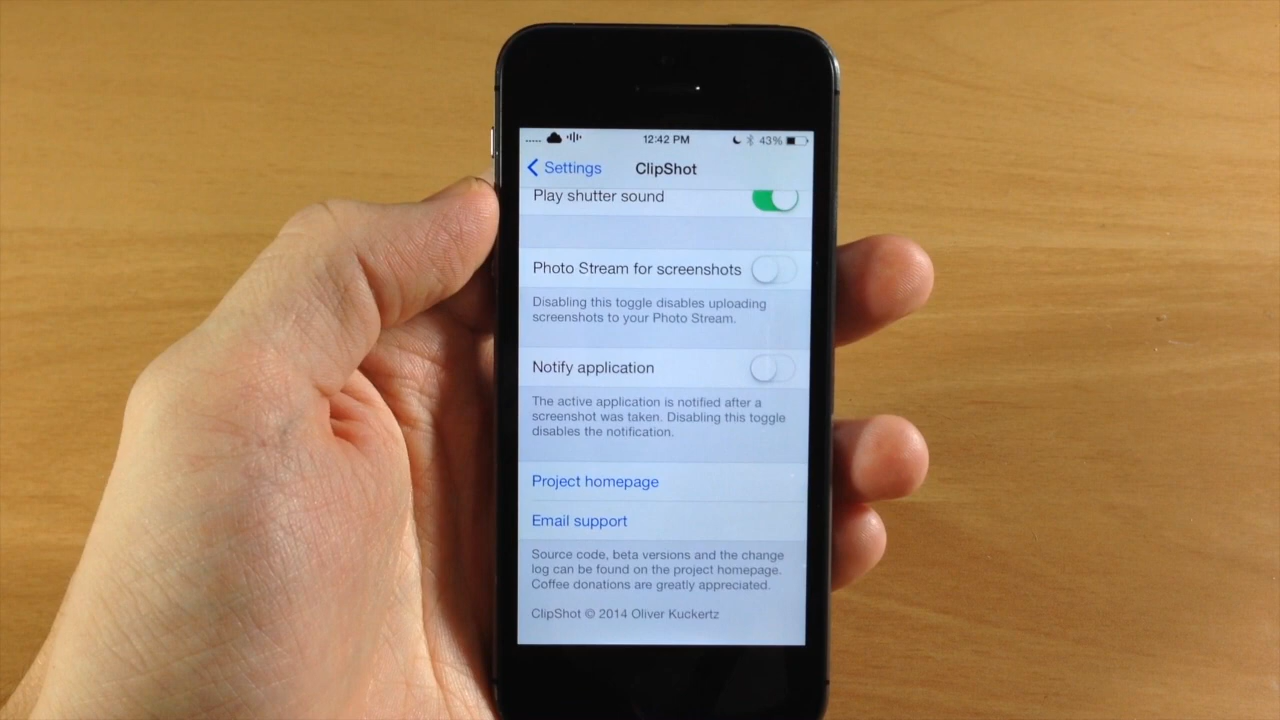 12:42 PM 43%
Settings ClipShot
Play shutter sound
Photo Stream for screenshots
Disabling this toggle disables uploading
screenshots to your Photo Stream.
Notify application
The active application is notified after a
screenshot was taken. Disabling this toggle
disables the notification.
Project homepage
Email support
Source code, beta versions and the change
log can be found on the project homepage.
Coffee donations are greatly appreciated.
ClipShot © 2014 Oliver Kuckertz